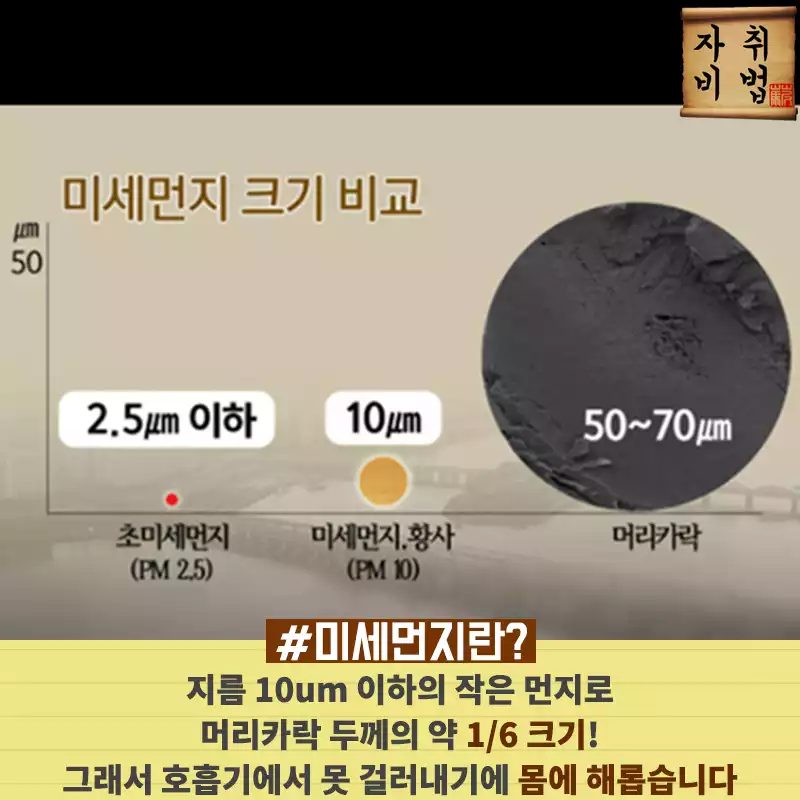 자취
비법
미세먼지 크기 비교
㎛
50
2.5㎛ 이하
10㎛
50~70㎛
초미세먼지
(PM 2.5)
미세먼지.황사
(PM 10)
머리카락
#미세먼지란?
지름 10um 이하의 작은 먼지로
머리카락 두께의 약 1/6 크기!
그래서 호흡기에서 못 걸러내기에 몸에 해롭습니다